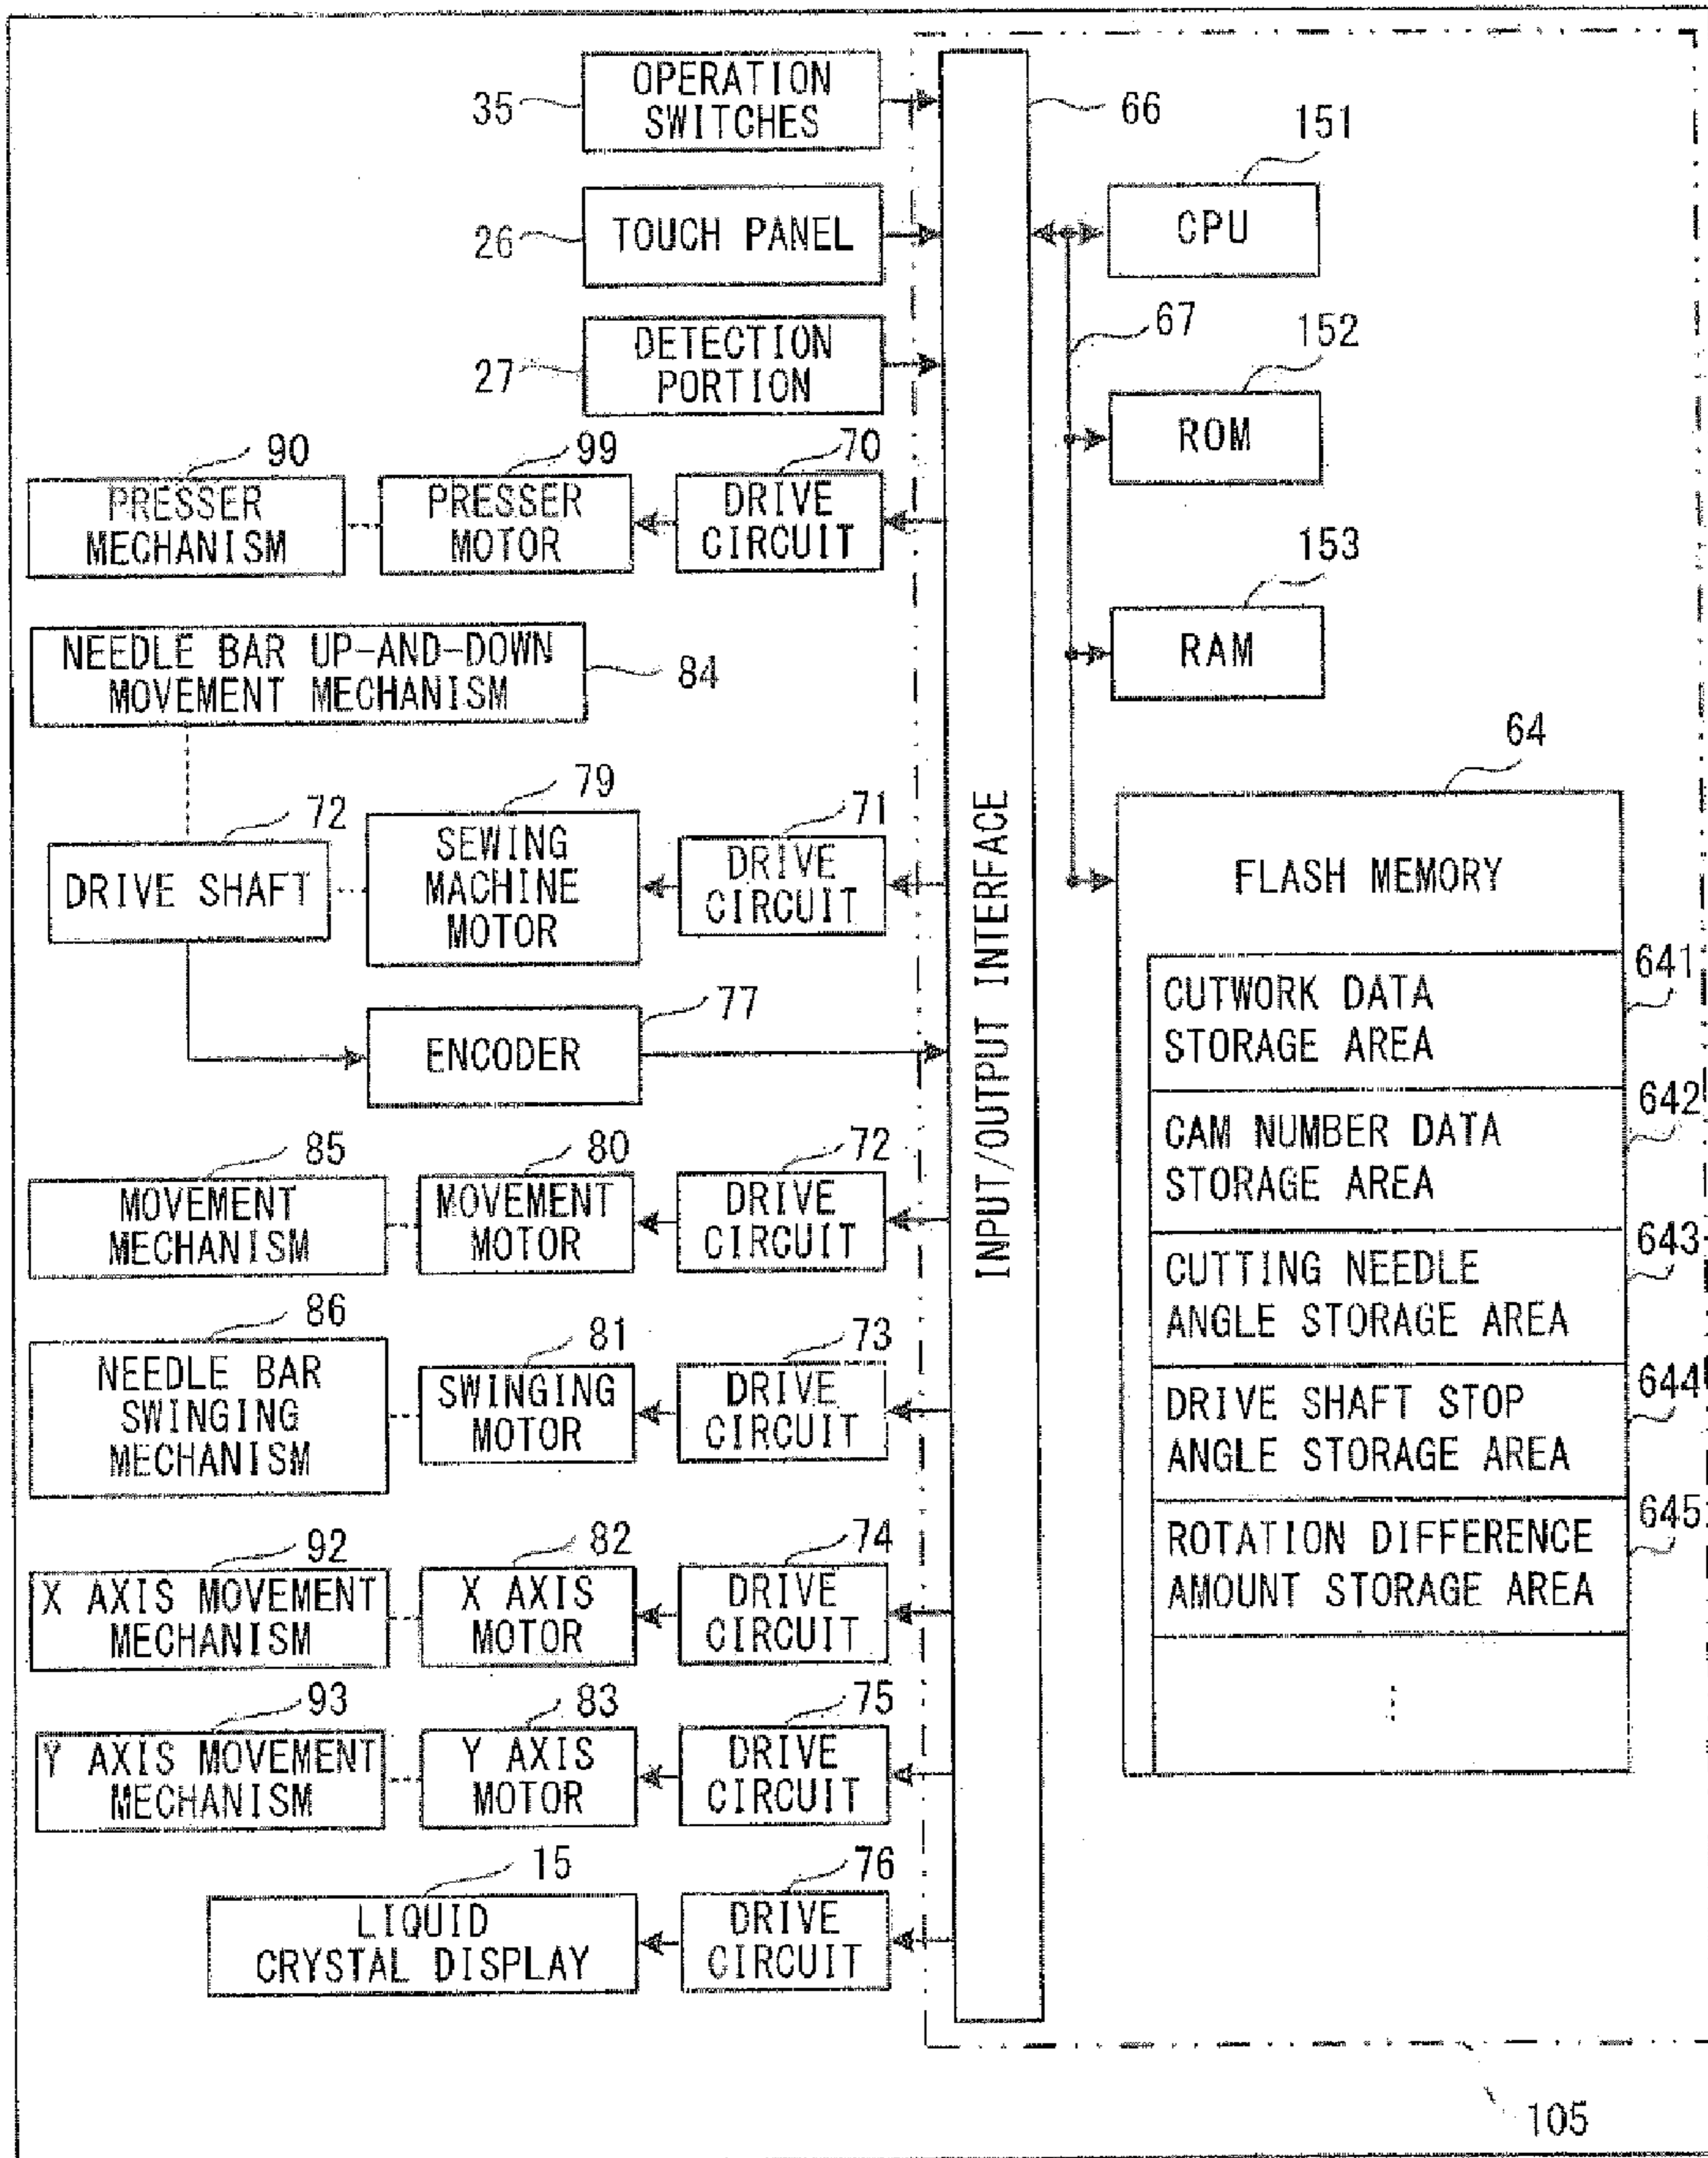 OPERATION
SWITCHES
35
66
151
TOUCH PANEL
26
CPU
67
DETECTION
PORTION
27
152
ROM
90
99
70
PRESSER
MECHANISM
PRESSER
MOTOR
DRIVE
CIRCUIT
153
RAM
NEEDLE BAR UP-AND-DOWN
MOVEMENT MECHANISM
84
64
72
79
71
DRIVE SHAFT
SEWING
MACHINE
MOTOR
DRIVE
CIRCUIT
INPUT/OUTPUT INTERFACE
FLASH MEMORY
77
ENCODER
641
CUTWORK DATA
STORAGE AREA
642
CAM NUMBER DATA
STORAGE AREA
85
80
72
MOVEMENT
MECHANISM
MOVEMENT
MOTOR
DRIVE
CIRCUIT
643
CUTTING NEEDLE
ANGLE STORAGE AREA
86
81
73
NEEDLE BAR
SWINGING
MECHANISM
SWINGING
MOTOR
DRIVE
CIRCUIT
644
DRIVE SHAFT STOP
ANGLE STORAGE AREA
645
ROTATION DIFFERENCE
AMOUNT STORAGE AREA
⋮
92
82
74
X AXIS MOVEMENT
MECHANISM
X AXIS
MOTOR
DRIVE
CIRCUIT
93
83
75
Y AXIS MOVEMENT
MECHANISM
Y AXIS
MOTOR
DRIVE
CIRCUIT
15
76
LIQUID
CRYSTAL DISPLAY
DRIVE
CIRCUIT
105